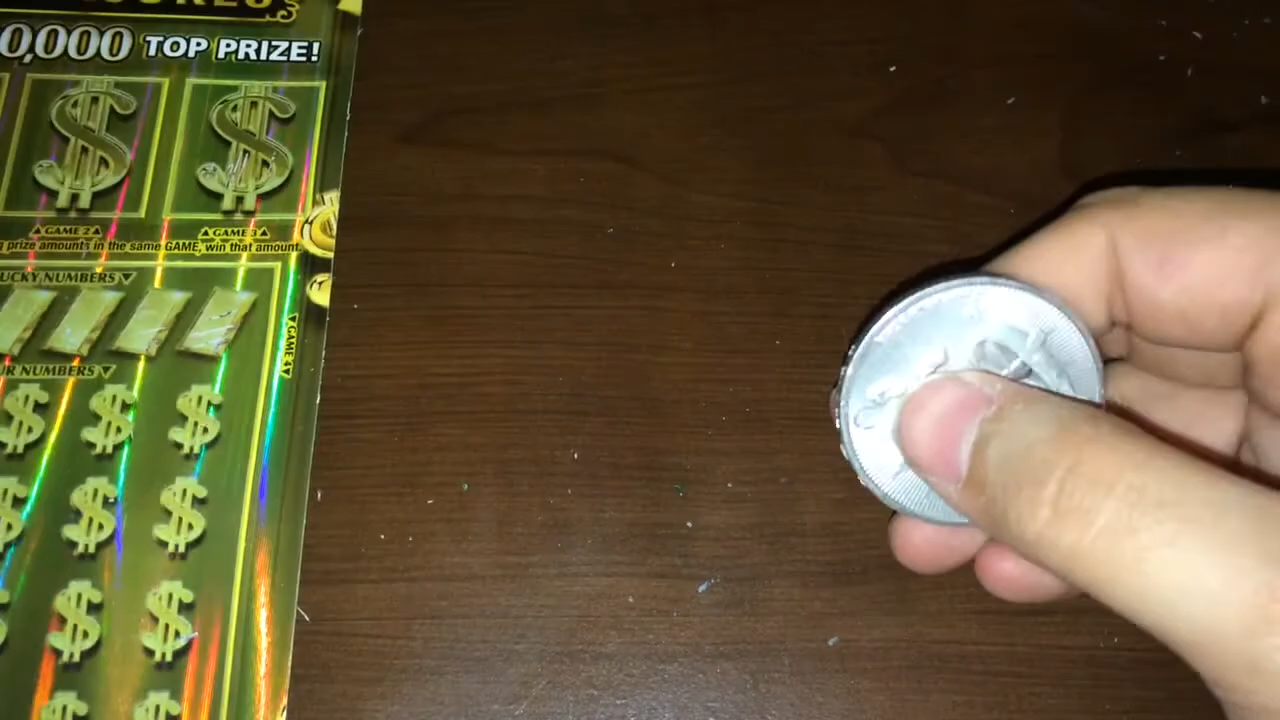 0,000 TOP PRIZE!
▲GAME 2▲ ▲GAME 3▲
prize amounts in the same GAME, win that amount.
UCKY NUMBERS▼
▼GAME 4▼
UR NUMBERS▼